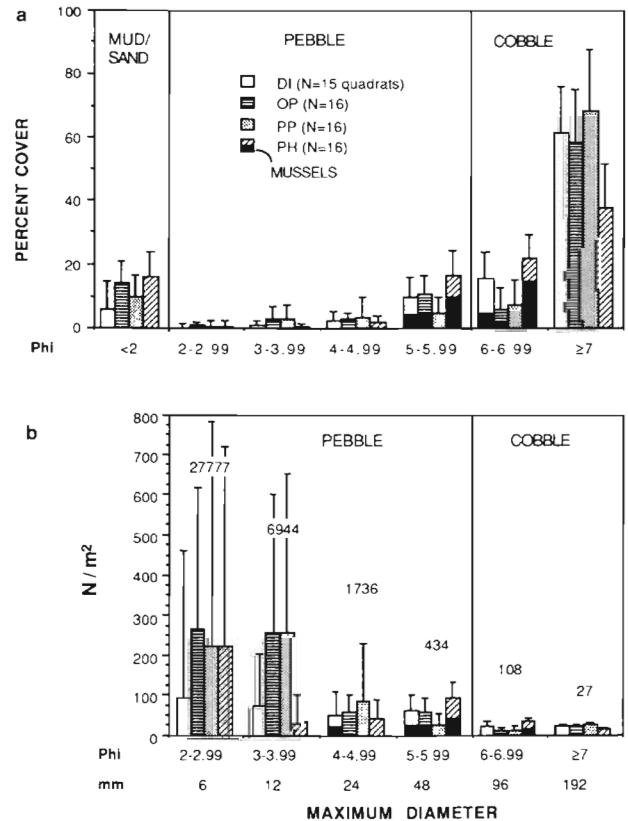 a
100
80
60
40
20
0
PERCENT COVER
MUD/
SAND
PEBBLE
COBBLE
DI (N=15 quadrats)
OP (N=16)
PP (N=16)
PH (N=16)
MUSSELS
Phi <2 2-2 99 3-3.99 4-4.99 5-5.99 6-6 99 ≥7
b
800
700
600
500
400
300
200
100
0
N / m²
PEBBLE
COBBLE
27777
6944
1736
434
108
27
Phi 2-2.99 3-3.99 4-4.99 5-5 99 6-6.99 ≥7
mm 6 12 24 48 96 192
MAXIMUM DIAMETER